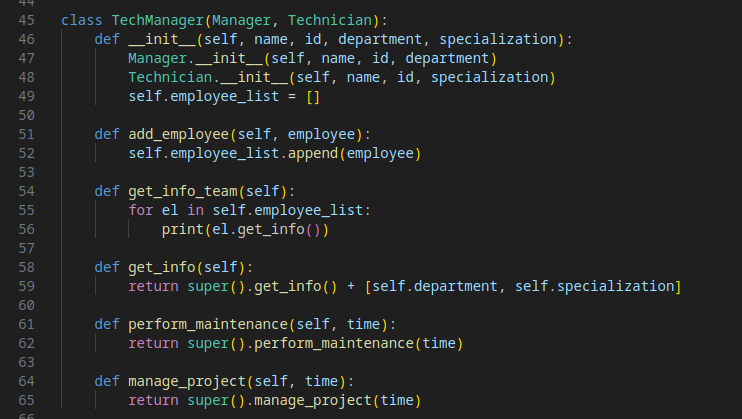 44
45 class TechManager(Manager, Technician):
46     def __init__(self, name, id, department, specialization):
47         Manager.__init__(self, name, id, department)
48         Technician.__init__(self, name, id, specialization)
49         self.employee_list = []
50
51     def add_employee(self, employee):
52         self.employee_list.append(employee)
53
54     def get_info_team(self):
55         for el in self.employee_list:
56             print(el.get_info())
57
58     def get_info(self):
59         return super().get_info() + [self.department, self.specialization]
60
61     def perform_maintenance(self, time):
62         return super().perform_maintenance(time)
63
64     def manage_project(self, time):
65         return super().manage_project(time)
66